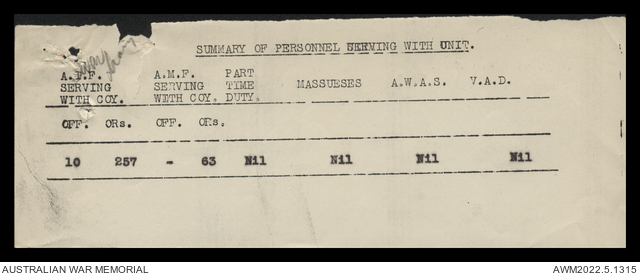 SUMMARY OF PERSONNEL SERVING WITH UNIT.
A.I.F. A.M.F. PART
SERVING SERVING TIME MASSUESES A.W.A.S. V.A.D.
WITH COY. WITH COY. DUTY.
OFF. ORs. OFF. ORs.
10 257 - 63 Nil Nil Nil Nil
AUSTRALIAN WAR MEMORIAL AWM2022.5.1315